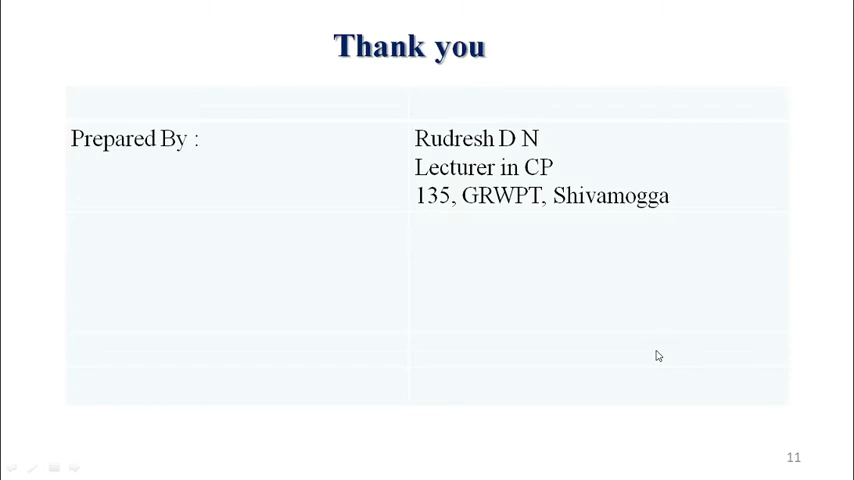 Thank you
Prepared By :
Rudresh D N
Lecturer in CP
135, GRWPT, Shivamogga
11